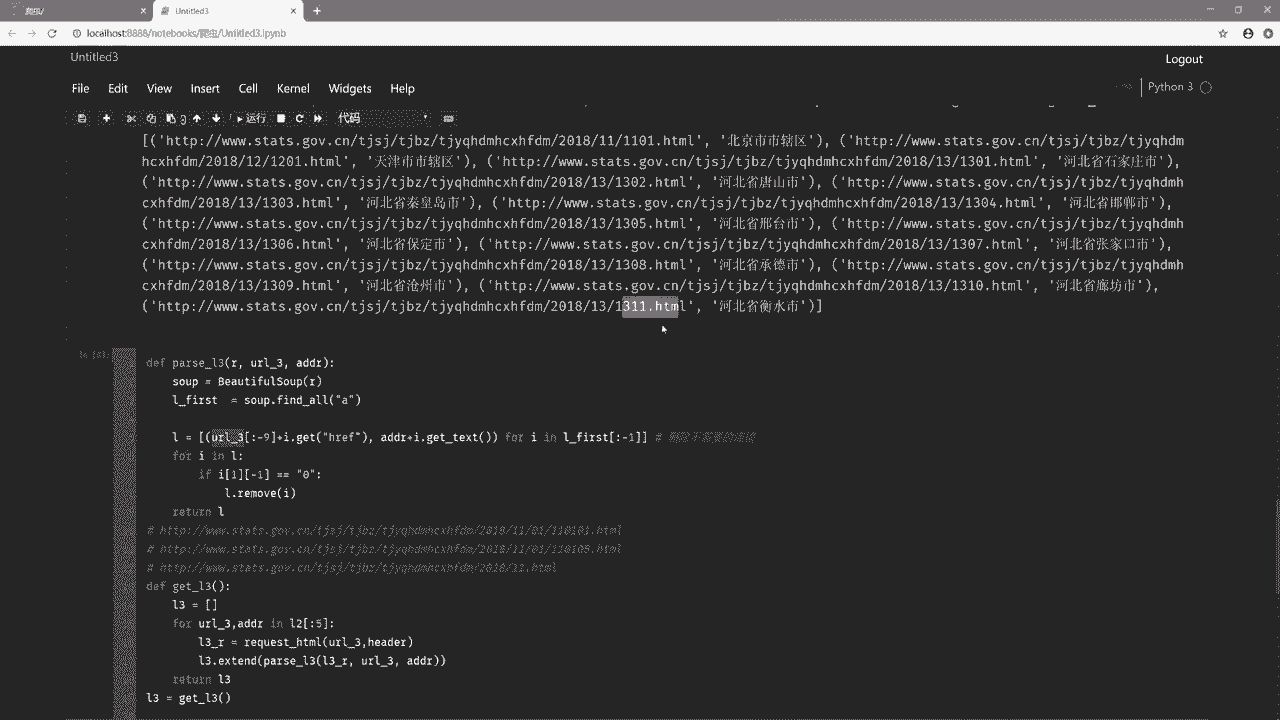 爬虫/
Untitled3
localhost:8888/notebooks/爬虫/Untitled3.ipynb
Untitled3
Logout
File Edit View Insert Cell Kernel Widgets Help
Python 3
运行 代码
[('http://www.stats.gov.cn/tjsj/tjbz/tjyqhdmhcxhfdm/2018/11/1101.html', '北京市市辖区'), ('http://www.stats.gov.cn/tjsj/tjbz/tjyqhdm
hcxhfdm/2018/12/1201.html', '天津市市辖区'), ('http://www.stats.gov.cn/tjsj/tjbz/tjyqhdmhcxhfdm/2018/13/1301.html', '河北省石家庄市'),
('http://www.stats.gov.cn/tjsj/tjbz/tjyqhdmhcxhfdm/2018/13/1302.html', '河北省唐山市'), ('http://www.stats.gov.cn/tjsj/tjbz/tjyqhdmh
cxhfdm/2018/13/1303.html', '河北省秦皇岛市'), ('http://www.stats.gov.cn/tjsj/tjbz/tjyqhdmhcxhfdm/2018/13/1304.html', '河北省邯郸市'),
('http://www.stats.gov.cn/tjsj/tjbz/tjyqhdmhcxhfdm/2018/13/1305.html', '河北省邢台市'), ('http://www.stats.gov.cn/tjsj/tjbz/tjyqhdmh
cxhfdm/2018/13/1306.html', '河北省保定市'), ('http://www.stats.gov.cn/tjsj/tjbz/tjyqhdmhcxhfdm/2018/13/1307.html', '河北省张家口市'),
('http://www.stats.gov.cn/tjsj/tjbz/tjyqhdmhcxhfdm/2018/13/1308.html', '河北省承德市'), ('http://www.stats.gov.cn/tjsj/tjbz/tjyqhdmh
cxhfdm/2018/13/1309.html', '河北省沧州市'), ('http://www.stats.gov.cn/tjsj/tjbz/tjyqhdmhcxhfdm/2018/13/1310.html', '河北省廊坊市'),
('http://www.stats.gov.cn/tjsj/tjbz/tjyqhdmhcxhfdm/2018/13/1311.html', '河北省衡水市')]
def parse_l3(r, url_3, addr):
soup = BeautifulSoup(r)
l_first = soup.find_all("a")
l = [(url_3[:-9]+i.get("href"), addr+i.get_text()) for i in l_first[:-1]] #
for i in l:
if i[1][-1] == "0":
l.remove(i)
return l
# http://www.stats.gov.cn/tjsj/tjbz/tjyqhdmhcxhfdm/2018/11/01/110101.html
# http://www.stats.gov.cn/tjsj/tjbz/tjyqhdmhcxhfdm/2018/11/01/110105.html
# http://www.stats.gov.cn/tjsj/tjbz/tjyqhdmhcxhfdm/2018/11.html
def get_l3():
l3 = []
for url_3,addr in l2[:5]:
l3_r = request_html(url_3,header)
l3.extend(parse_l3(l3_r, url_3, addr))
return l3
l3 = get_l3()